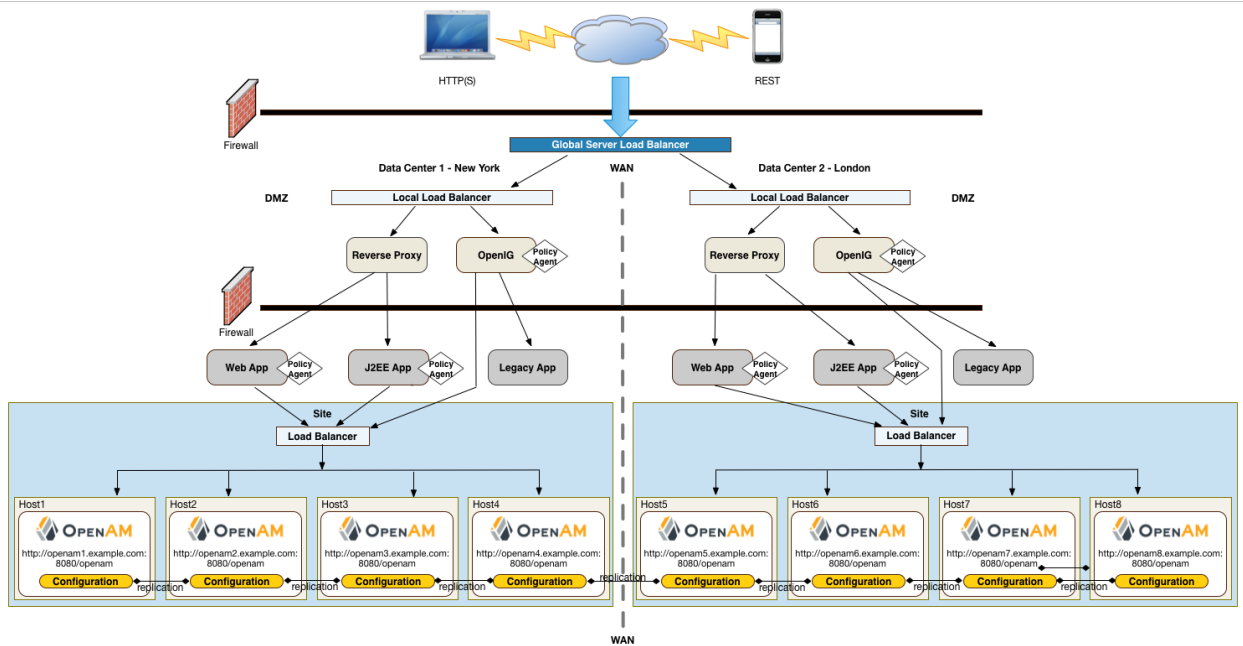 HTTP(S)
REST
Firewall
Global Server Load Balancer
Data Center 1 - New York
WAN
Data Center 2 - London
DMZ
Local Load Balancer
Local Load Balancer
DMZ
Reverse Proxy
OpenIG
Policy
Agent
Reverse Proxy
OpenIG
Policy
Agent
Firewall
Web App
Policy
Agent
J2EE App
Policy
Agent
Legacy App
Web App
Policy
Agent
J2EE App
Policy
Agent
Legacy App
Site
Load Balancer
Site
Load Balancer
Host1
OPENAM
http://openam1.example.com:
8080/openam
Configuration
replication
Host2
OPENAM
http://openam2.example.com:
8080/openam
Configuration
replication
Host3
OPENAM
http://openam3.example.com:
8080/openam
Configuration
replication
Host4
OPENAM
http://openam4.example.com:
8080/openam
Configuration
replication
Host5
OPENAM
http://openam5.example.com:
8080/openam
Configuration
replication
Host6
OPENAM
http://openam6.example.com:
8080/openam
Configuration
replication
Host7
OPENAM
http://openam7.example.com:
8080/openam
Configuration
replication
Host8
OPENAM
http://openam8.example.com:
8080/openam
Configuration
WAN